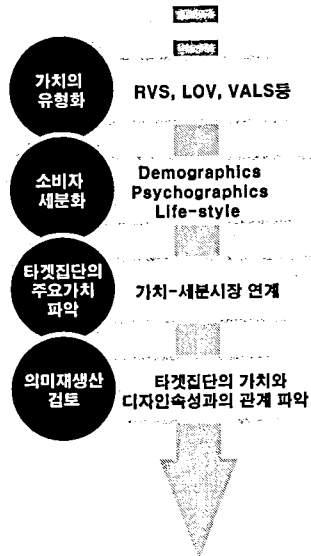 가치의
유형화
RVS, LOV, VALS등
소비자
세분화
Demographics
Psychographics
Life-style
타겟집단의
주요가치
파악
가치-세분시장 연계
의미재생산
검토
타겟집단의 가치와
디자인속성과의 관계 파악